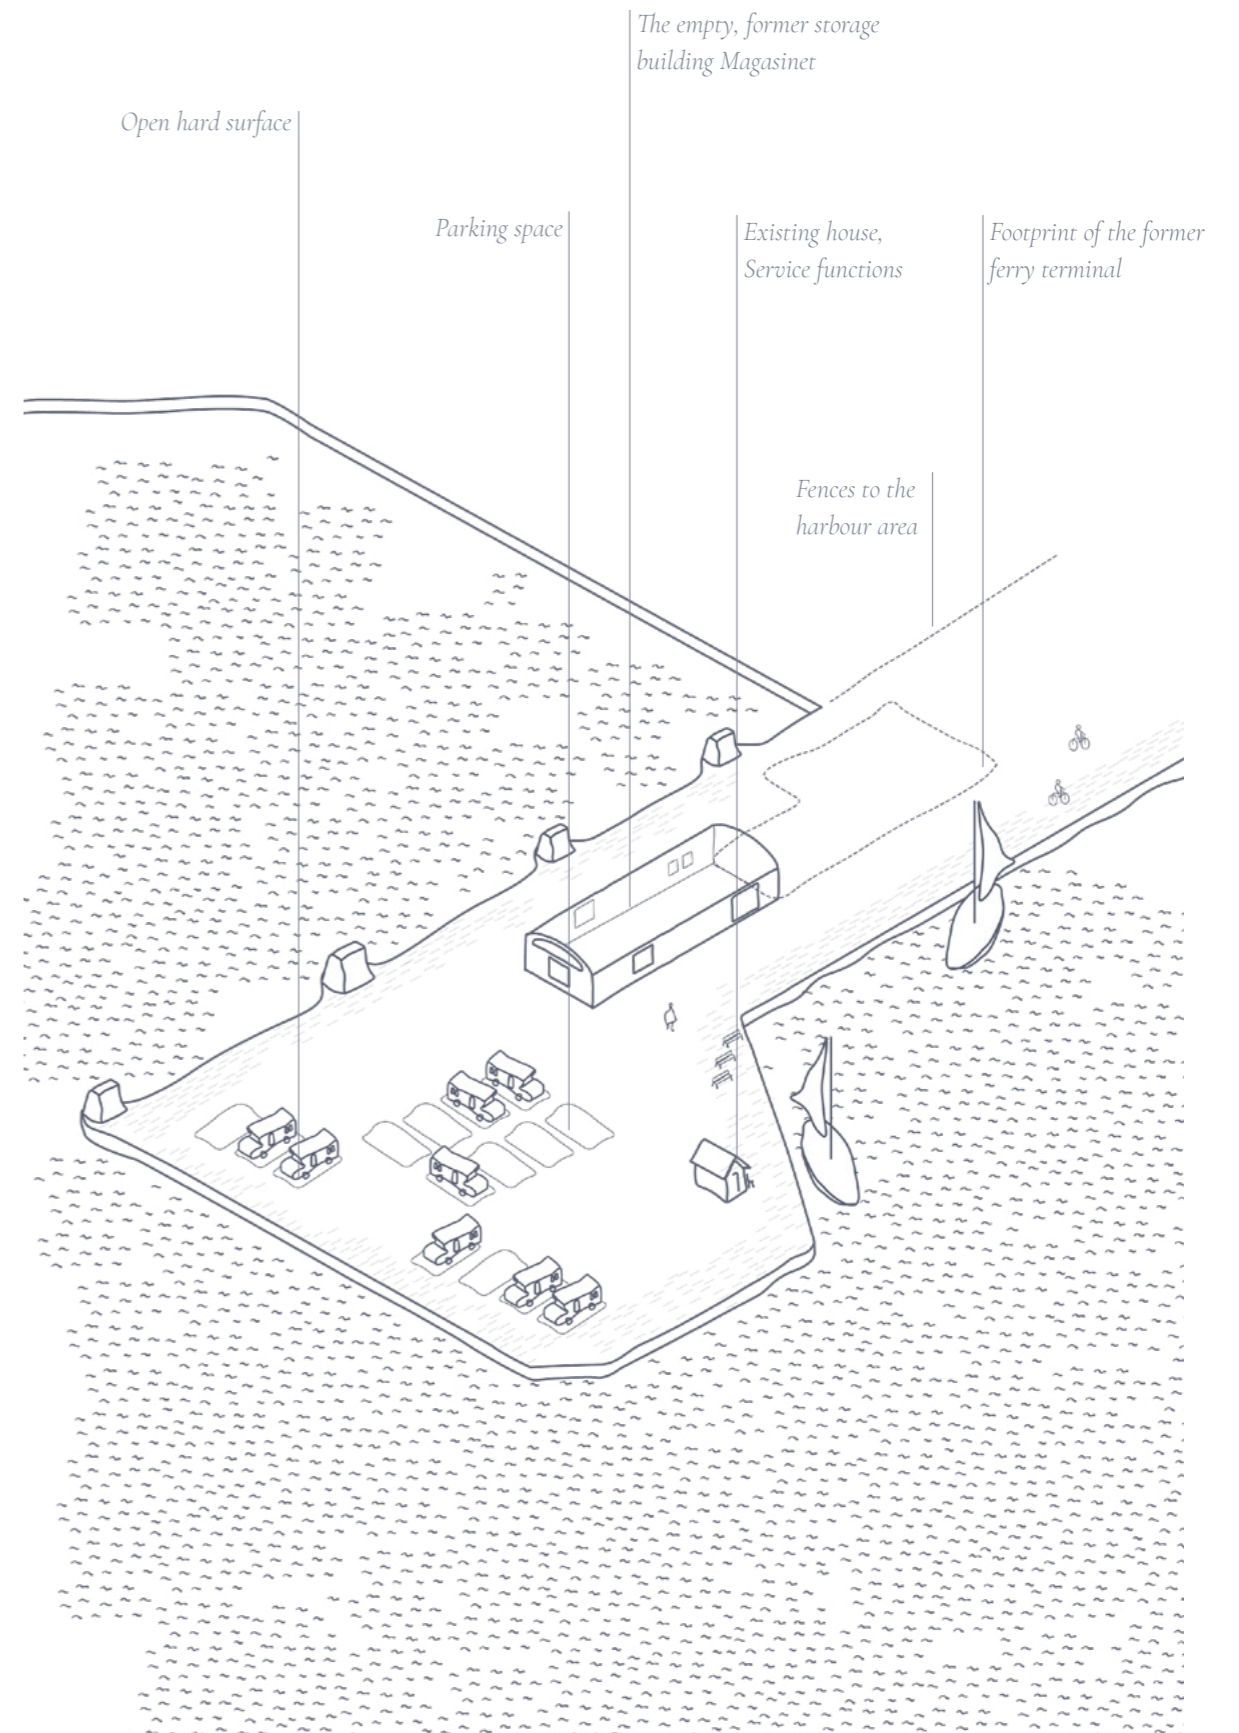 The empty, former storage
building Magasinet
Open hard surface
Parking space
Existing house,
Service functions
Footprint of the former
ferry terminal
Fences to the
harbour area